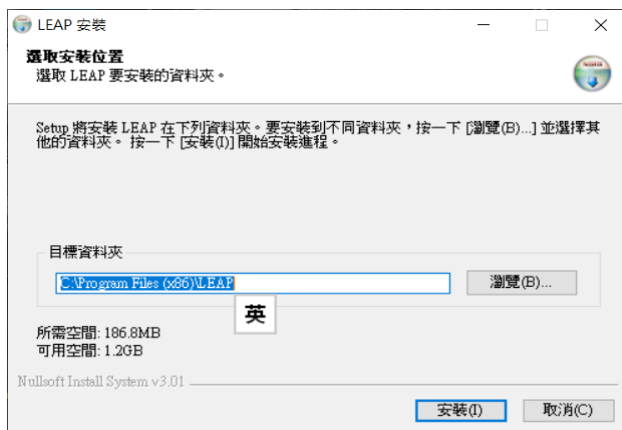 LEAP 安裝
選取安裝位置
選取 LEAP 要安裝的資料夾。
Setup 將安裝 LEAP 在下列資料夾。要安裝到不同資料夾，按一下 [瀏覽(B)...] 並選擇其
他的資料夾。 按一下 [安裝(I)] 開始安裝進程。
目標資料夾
C:\Program Files (x86)\LEAP
瀏覽(B)...
英
所需空間: 186.8MB
可用空間: 1.2GB
Nullsoft Install System v3.01
安裝(I)
取消(C)